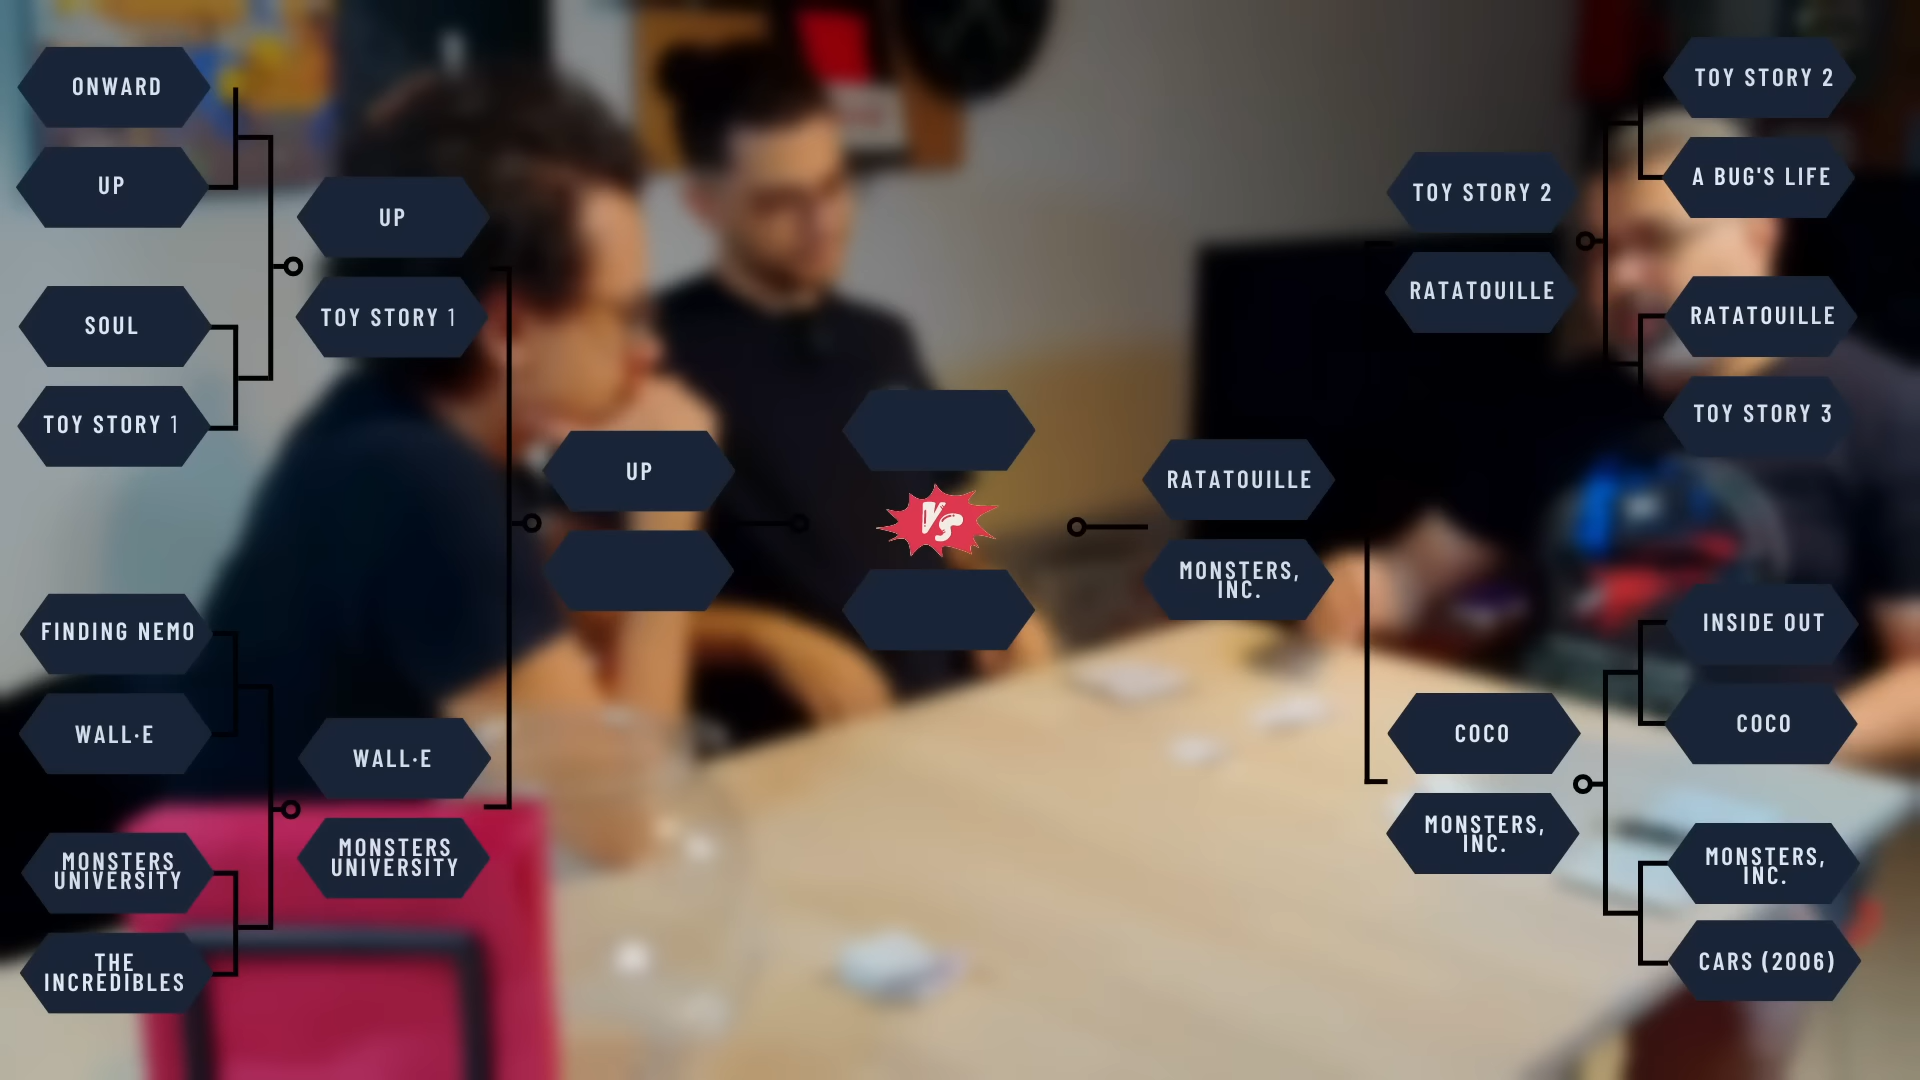 ONWARD
UP
SOUL
TOY STORY 1
FINDING NEMO
WALL·E
MONSTERS
UNIVERSITY
THE
INCREDIBLES
UP
TOY STORY 1
WALL·E
MONSTERS
UNIVERSITY
UP
VS
RATATOUILLE
MONSTERS,
INC.
TOY STORY 2
RATATOUILLE
COCO
MONSTERS,
INC.
TOY STORY 2
A BUG'S LIFE
RATATOUILLE
TOY STORY 3
INSIDE OUT
COCO
MONSTERS,
INC.
CARS (2006)